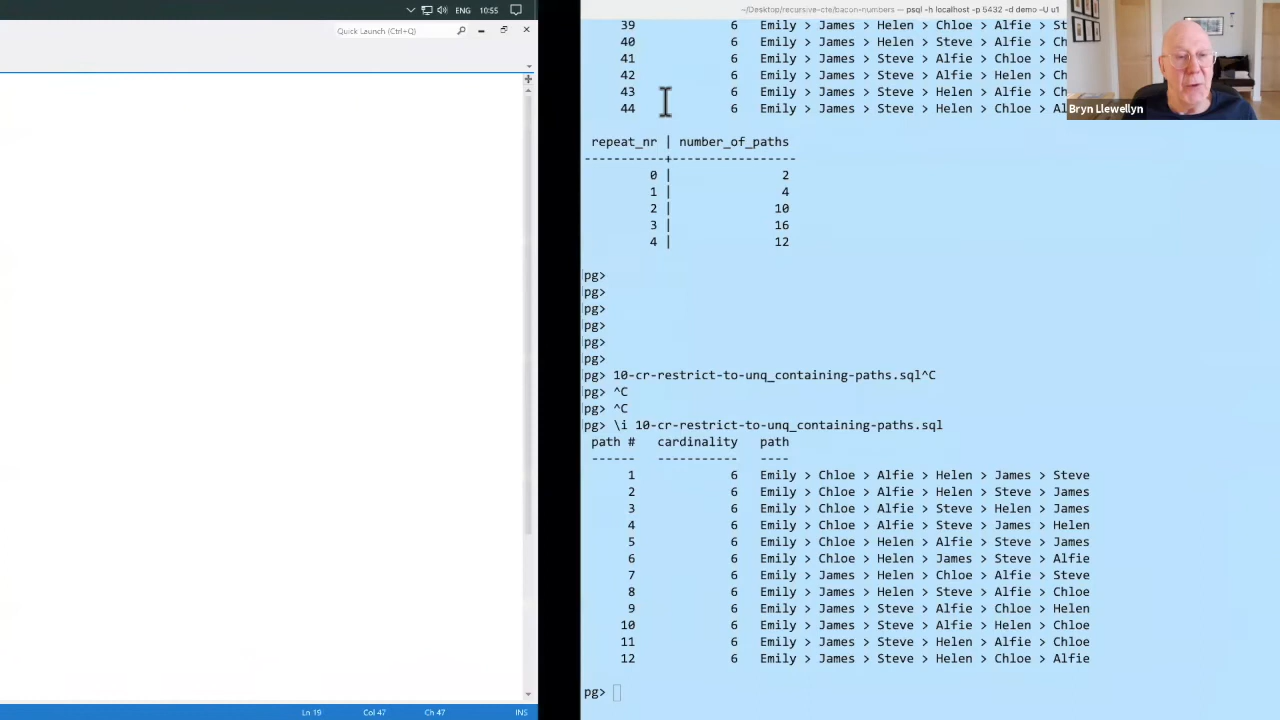 ENG 10:55
Quick Launch (Ctrl+Q)
~/Desktop/recursive-cte/bacon-numbers — psql -h localhost -p 5432 -d demo -U u1
39 6 Emily > James > Helen > Chloe > Alfie > St
40 6 Emily > James > Helen > Steve > Alfie > Ch
41 6 Emily > James > Steve > Alfie > Chloe > He
42 6 Emily > James > Steve > Alfie > Helen > Ch
43 6 Emily > James > Steve > Helen > Alfie > Ch
44 6 Emily > James > Steve > Helen > Chloe > Al
Bryn Llewellyn
repeat_nr | number_of_paths
-----------+-----------------
0 | 2
1 | 4
2 | 10
3 | 16
4 | 12
pg>
pg>
pg>
pg>
pg>
pg>
pg> 10-cr-restrict-to-unq_containing-paths.sql^C
pg> ^C
pg> ^C
pg> \i 10-cr-restrict-to-unq_containing-paths.sql
path # cardinality path
------ ----------- ----
1 6 Emily > Chloe > Alfie > Helen > James > Steve
2 6 Emily > Chloe > Alfie > Helen > Steve > James
3 6 Emily > Chloe > Alfie > Steve > Helen > James
4 6 Emily > Chloe > Alfie > Steve > James > Helen
5 6 Emily > Chloe > Helen > Alfie > Steve > James
6 6 Emily > Chloe > Helen > James > Steve > Alfie
7 6 Emily > James > Helen > Chloe > Alfie > Steve
8 6 Emily > James > Helen > Steve > Alfie > Chloe
9 6 Emily > James > Steve > Alfie > Chloe > Helen
10 6 Emily > James > Steve > Alfie > Helen > Chloe
11 6 Emily > James > Steve > Helen > Alfie > Chloe
12 6 Emily > James > Steve > Helen > Chloe > Alfie
pg>
Ln 19 Col 47 Ch 47 INS